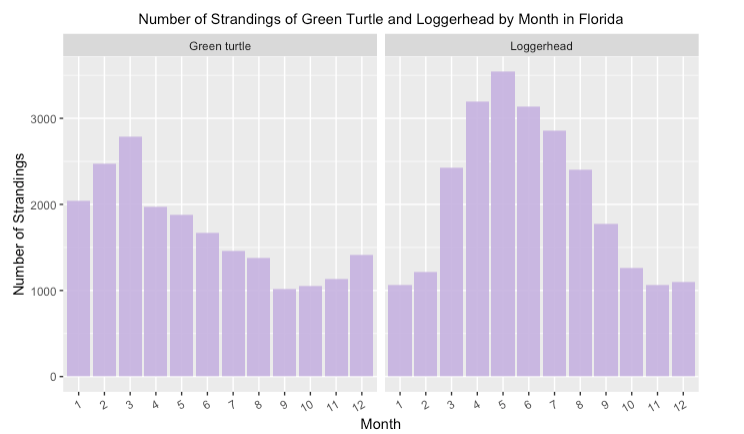 Number of Strandings of Green Turtle and Loggerhead by Month in Florida
Green turtle
Loggerhead
Number of Strandings
3000
2000
1000
0
1 2 3 4 5 6 7 8 9 10 11 12
1 2 3 4 5 6 7 8 9 10 11 12
Month